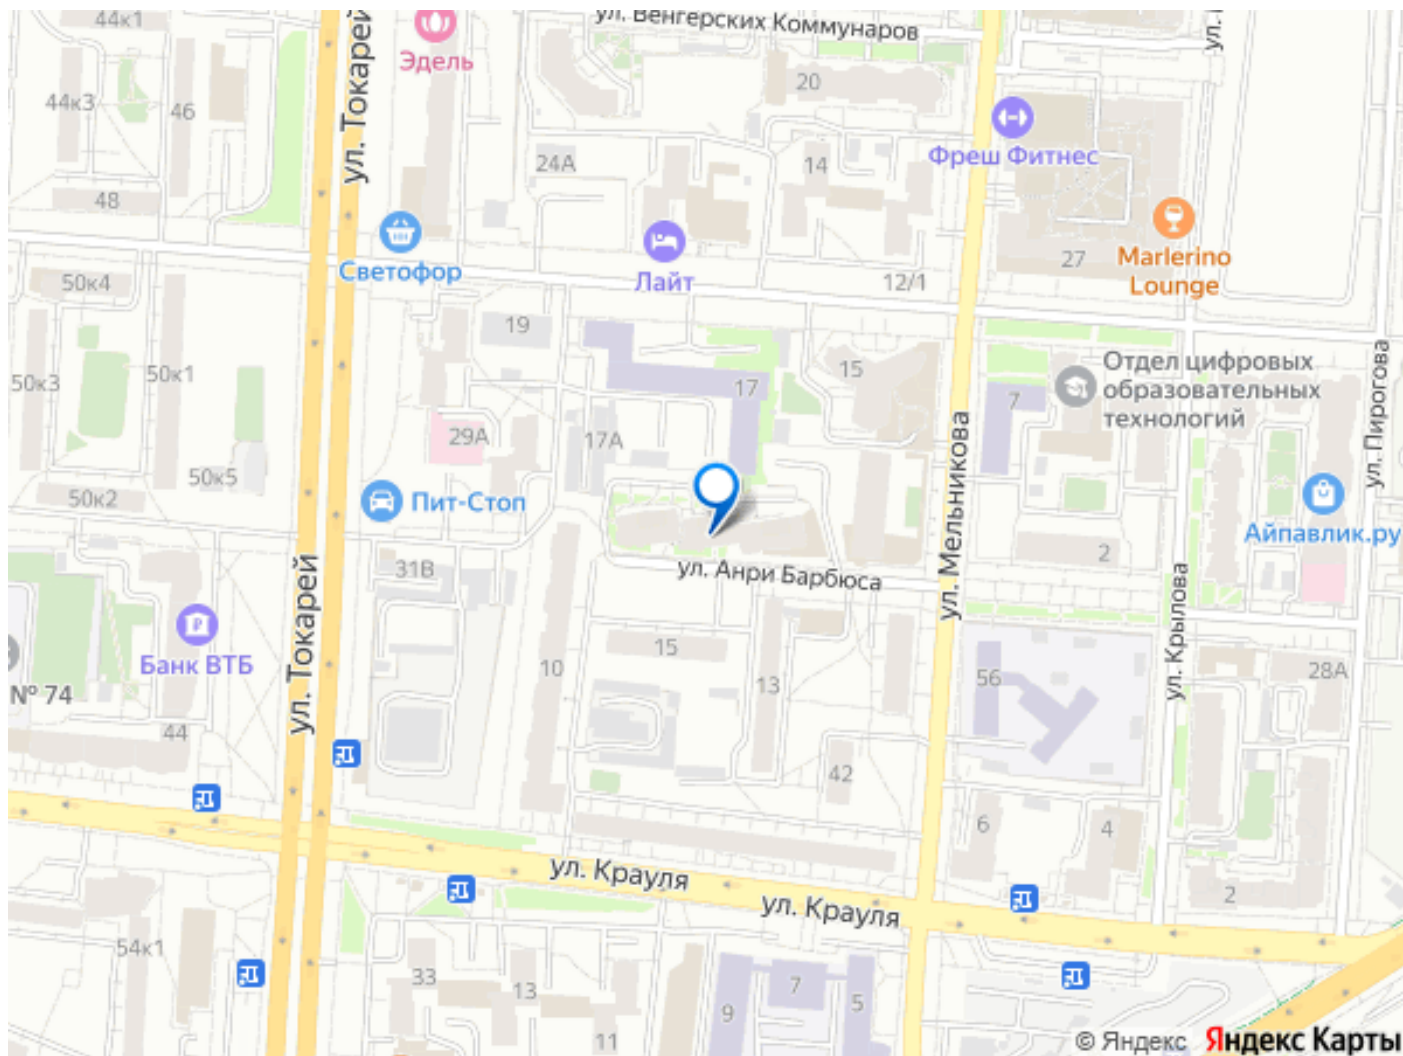 44к1
ул. Токарей
Эдель
ул. Венгерских Коммунаров
44к3
46
20
24А
14
Фреш Фитнес
48
Светофор
Лайт
12/1
27
Marlerino
Lounge
50к4
19
50к3
50к1
17
15
7
Отдел цифровых
образовательных
технологий
ул. Пирогова
29А
17А
ул. Мельникова
50к5
50к2
Пит-Стоп
Айпавлик.ру
31В
ул. Анри Барбюса
2
ул. Токарей
Банк ВТБ
№ 74
10
15
13
56
ул. Крылова
28А
44
42
6
4
ул. Крауля
ул. Крауля
2
54к1
33
13
11
9
7
5
© Яндекс Яндекс Карты